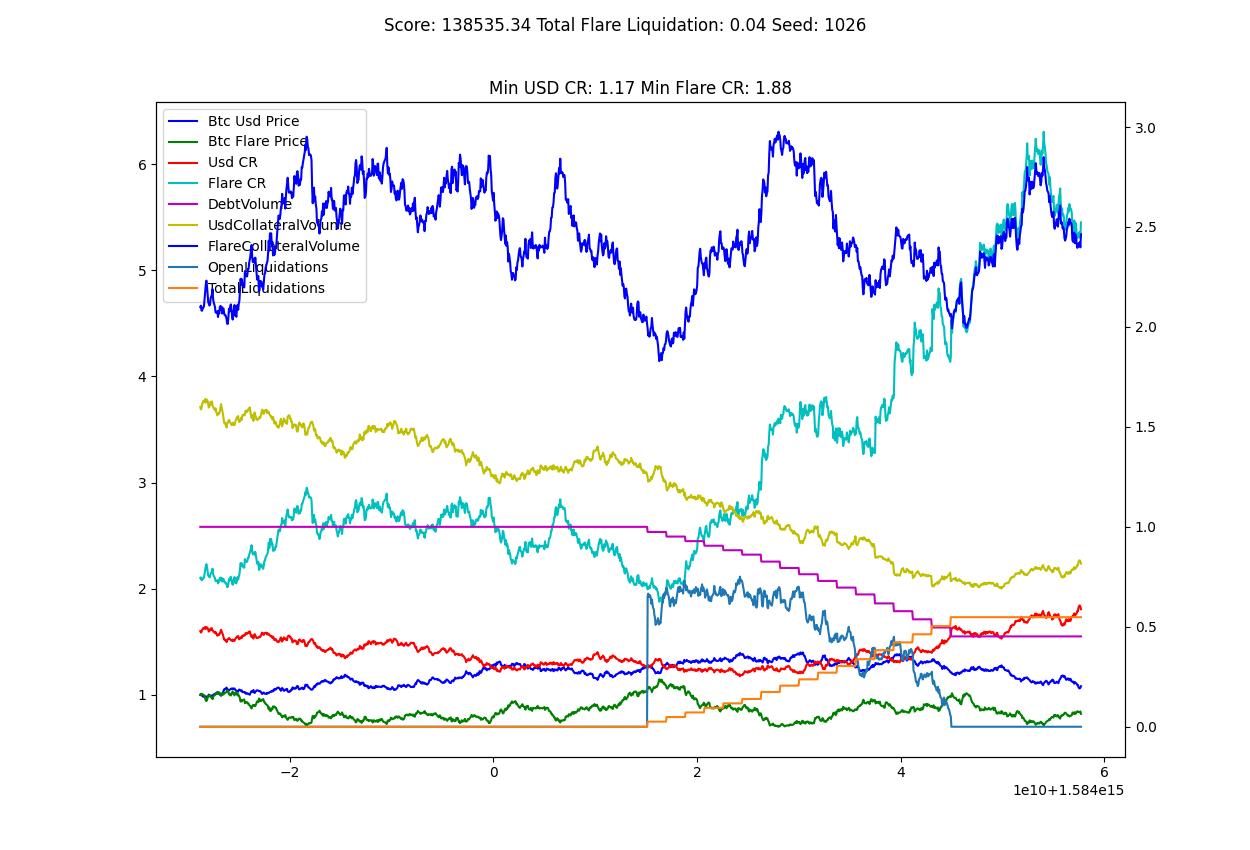 Score: 138535.34 Total Flare Liquidation: 0.04 Seed: 1026
Min USD CR: 1.17 Min Flare CR: 1.88
Btc Usd Price
Btc Flare Price
Usd CR
Flare CR
DebtVolume
UsdCollateralVolume
FlareCollateralVolume
OpenLiquidations
TotalLiquidations
6
5
4
3
2
1
3.0
2.5
2.0
1.5
1.0
0.5
0.0
−2
0
2
4
6
1e10+1.584e15